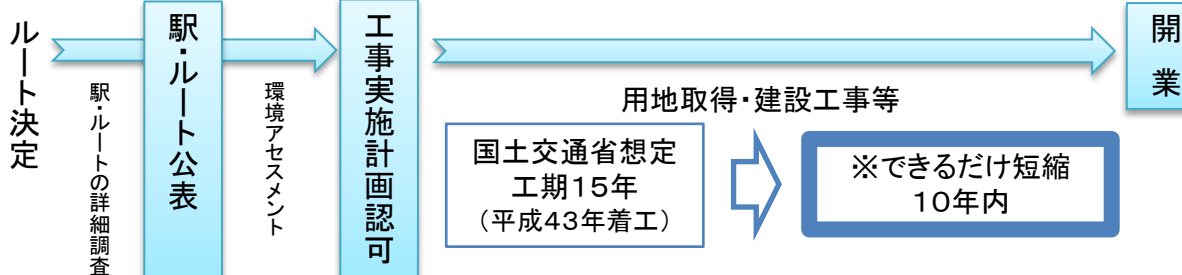 ルート決定
駅・ルートの詳細調査
駅・ルート公表
環境アセスメント
工事実施計画認可
用地取得・建設工事等
国土交通省想定
工期15年
（平成43年着工）
※できるだけ短縮
10年内
開業